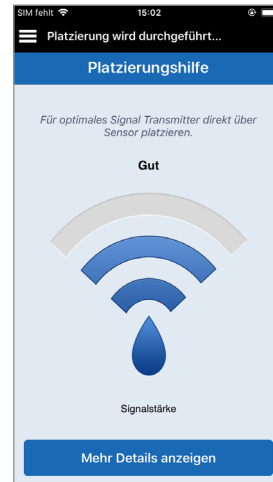 SIM fehlt 15:02
Platzierung wird durchgeführt...
Platzierungshilfe
Für optimales Signal Transmitter direkt über
Sensor platzieren.
Gut
Signalstärke
Mehr Details anzeigen